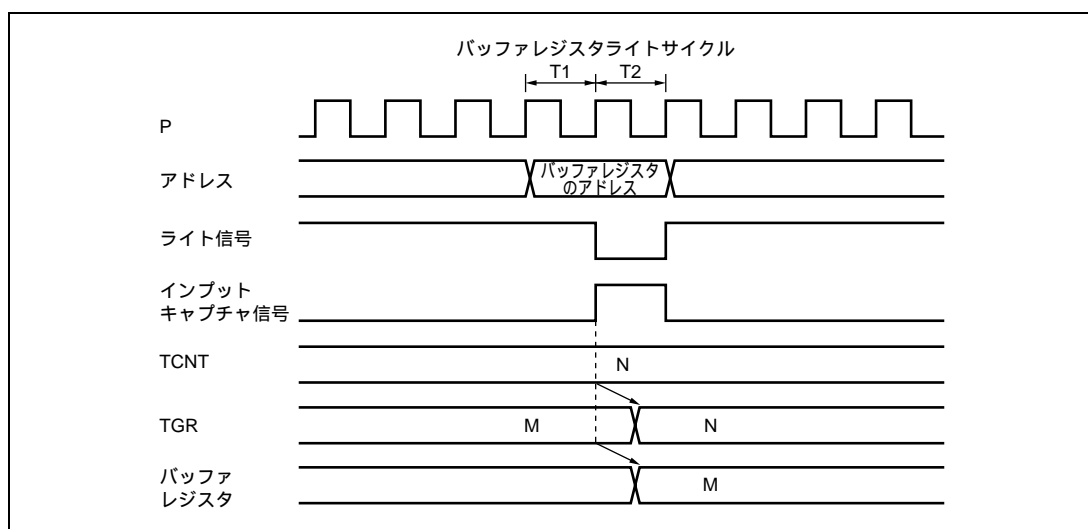 バッファレジスタライトサイクル
T1 T2
P
アドレス
バッファレジスタ
のアドレス
ライト信号
インプット
キャプチャ信号
TCNT
N
TGR
M N
バッファ
レジスタ
M